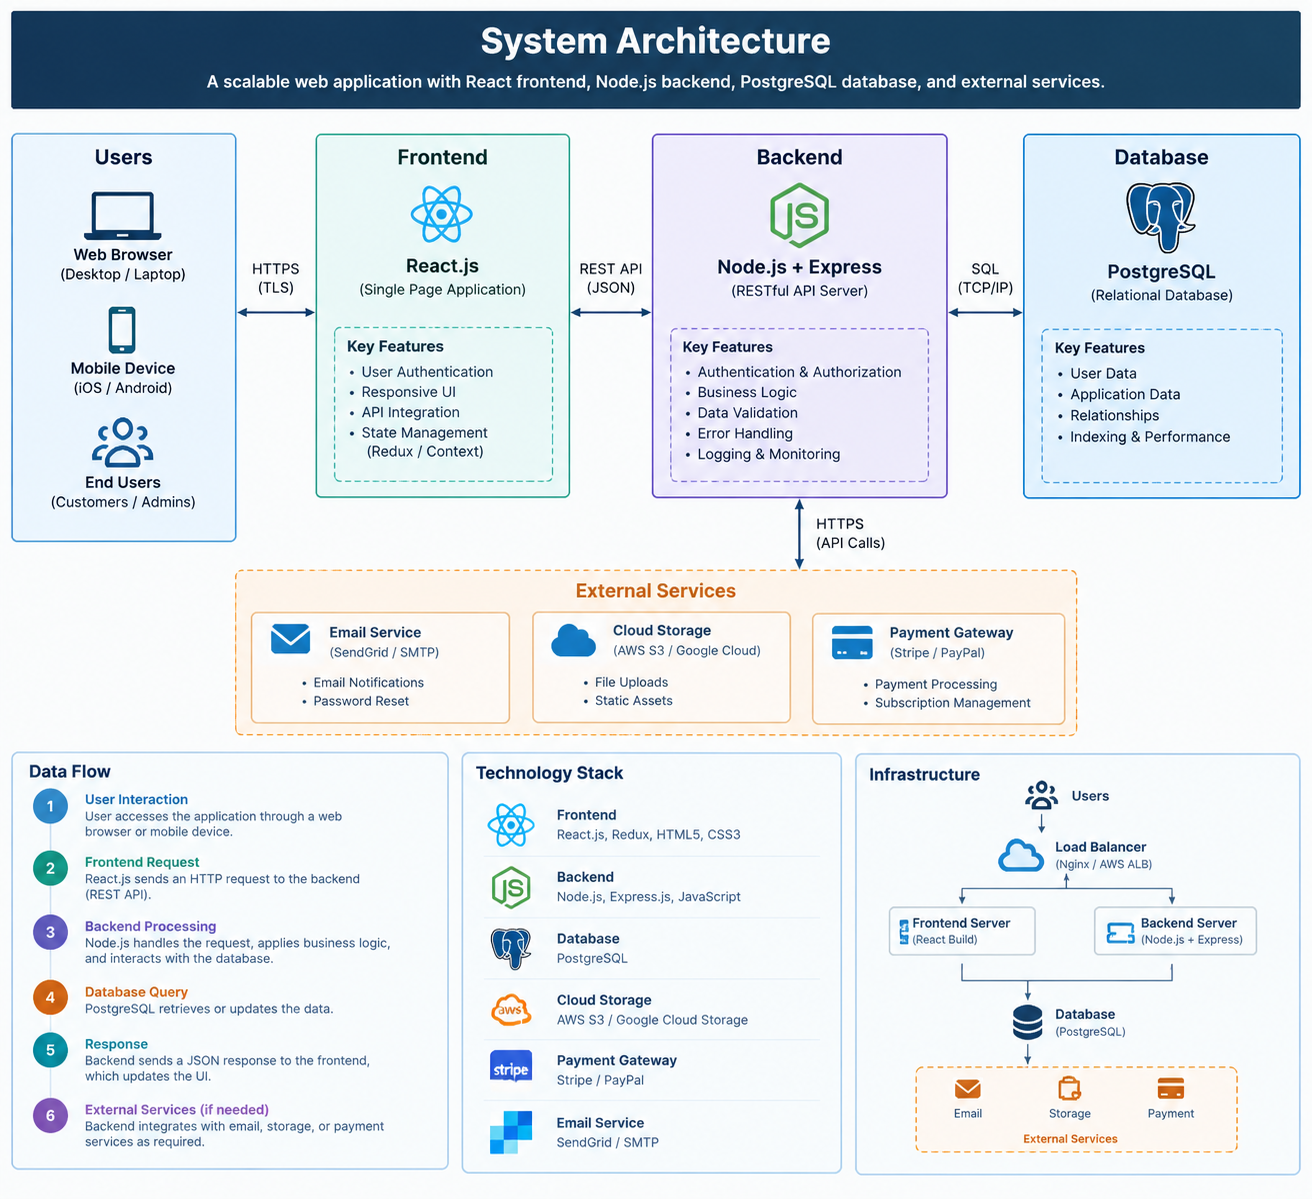 System Architecture
A scalable web application with React frontend, Node.js backend, PostgreSQL database, and external services.
Users
Web Browser
(Desktop / Laptop)
Mobile Device
(iOS / Android)
End Users
(Customers / Admins)
HTTPS
(TLS)
Frontend
React.js
(Single Page Application)
Key Features
• User Authentication
• Responsive UI
• API Integration
• State Management
(Redux / Context)
REST API
(JSON)
Backend
JS
Node.js + Express
(RESTful API Server)
Key Features
• Authentication & Authorization
• Business Logic
• Data Validation
• Error Handling
• Logging & Monitoring
SQL
(TCP/IP)
Database
PostgreSQL
(Relational Database)
Key Features
• User Data
• Application Data
• Relationships
• Indexing & Performance
HTTPS
(API Calls)
External Services
Email Service
(SendGrid / SMTP)
• Email Notifications
• Password Reset
Cloud Storage
(AWS S3 / Google Cloud)
• File Uploads
• Static Assets
Payment Gateway
(Stripe / PayPal)
• Payment Processing
• Subscription Management
Data Flow
1
User Interaction
User accesses the application through a web
browser or mobile device.
2
Frontend Request
React.js sends an HTTP request to the backend
(REST API).
3
Backend Processing
Node.js handles the request, applies business logic,
and interacts with the database.
4
Database Query
PostgreSQL retrieves or updates the data.
5
Response
Backend sends a JSON response to the frontend,
which updates the UI.
6
External Services (if needed)
Backend integrates with email, storage, or payment
services as required.
Technology Stack
Frontend
React.js, Redux, HTML5, CSS3
JS
Backend
Node.js, Express.js, JavaScript
Database
PostgreSQL
aws
Cloud Storage
AWS S3 / Google Cloud Storage
stripe
Payment Gateway
Stripe / PayPal
Email Service
SendGrid / SMTP
Infrastructure
Users
Load Balancer
(Nginx / AWS ALB)
Frontend Server
(React Build)
Backend Server
(Node.js + Express)
Database
(PostgreSQL)
Email
Storage
Payment
External Services